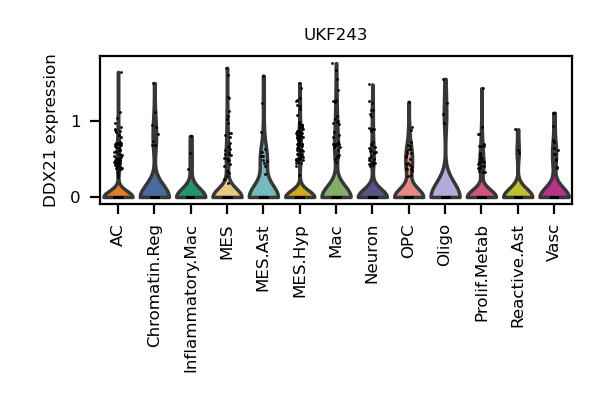 UKF243
DDX21 expression
1
0
AC
Chromatin.Reg
Inflammatory.Mac
MES
MES.Ast
MES.Hyp
Mac
Neuron
OPC
Oligo
Prolif.Metab
Reactive.Ast
Vasc